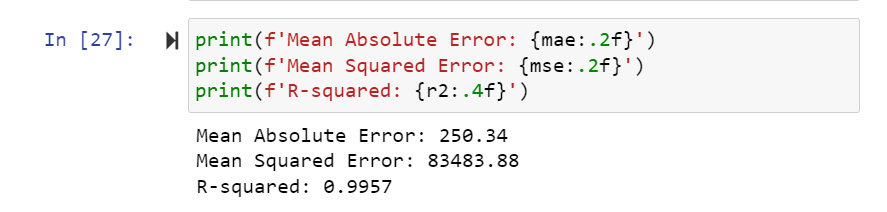 In [27]:
print(f'Mean Absolute Error: {mae:.2f}')
print(f'Mean Squared Error: {mse:.2f}')
print(f'R-squared: {r2:.4f}')
Mean Absolute Error: 250.34
Mean Squared Error: 83483.88
R-squared: 0.9957